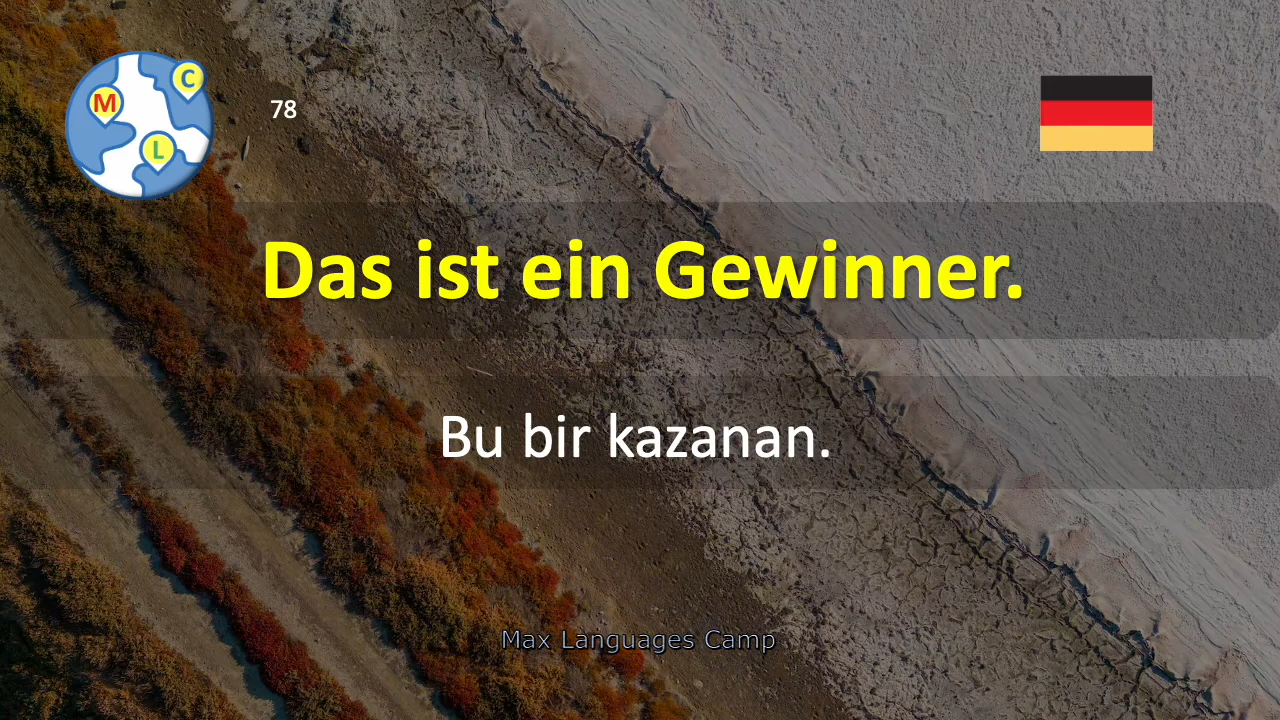 C
M
L
78
Das ist ein Gewinner.
Bu bir kazanan.
Max Languages Camp